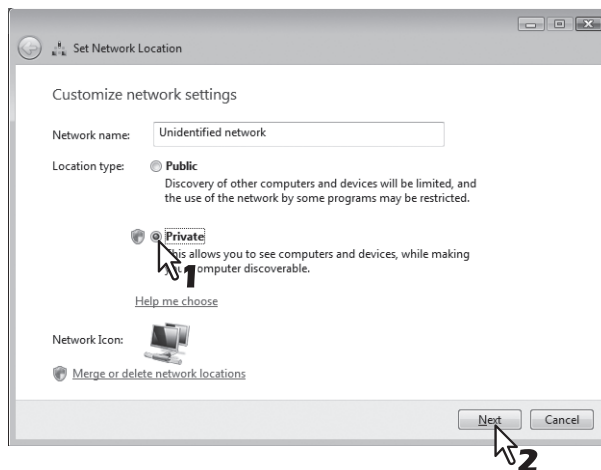 Set Network Location
Customize network settings
Network name: Unidentified network
Location type: Public
Discovery of other computers and devices will be limited, and
the use of the network by some programs may be restricted.
Private
This allows you to see computers and devices, while making
your computer discoverable.
1
Help me choose
Network Icon:
Merge or delete network locations
Next Cancel
2